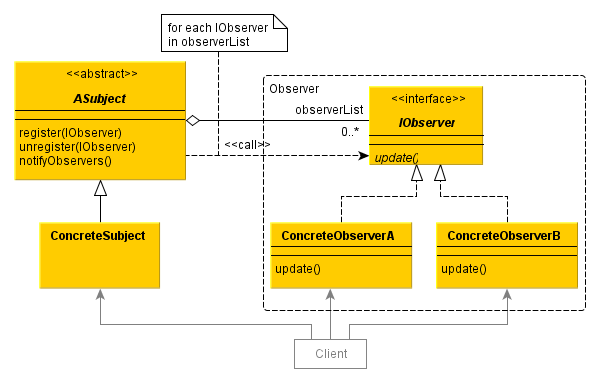 for each IObserver
in observerList
<<abstract>>
ASubject
register(IObserver)
unregister(IObserver)
notifyObservers()
Observer
observerList
0..*
<<call>>
<<interface>>
IObserver
update()
ConcreteSubject
ConcreteObserverA
update()
ConcreteObserverB
update()
Client